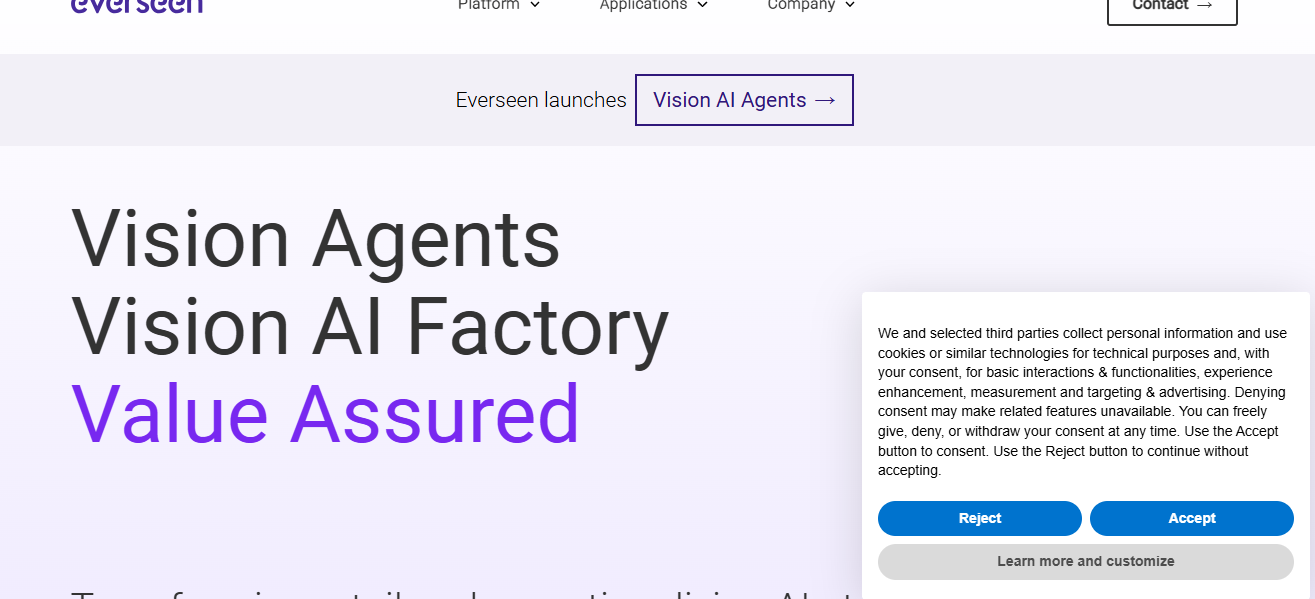 everseen
Platform
Applications
Company
Contact →
Everseen launches Vision AI Agents →
Vision Agents
Vision AI Factory
Value Assured
We and selected third parties collect personal information and use
cookies or similar technologies for technical purposes and, with
your consent, for basic interactions & functionalities, experience
enhancement, measurement and targeting & advertising. Denying
consent may make related features unavailable. You can freely
give, deny, or withdraw your consent at any time. Use the Accept
button to consent. Use the Reject button to continue without
accepting.
Reject
Accept
Learn more and customize